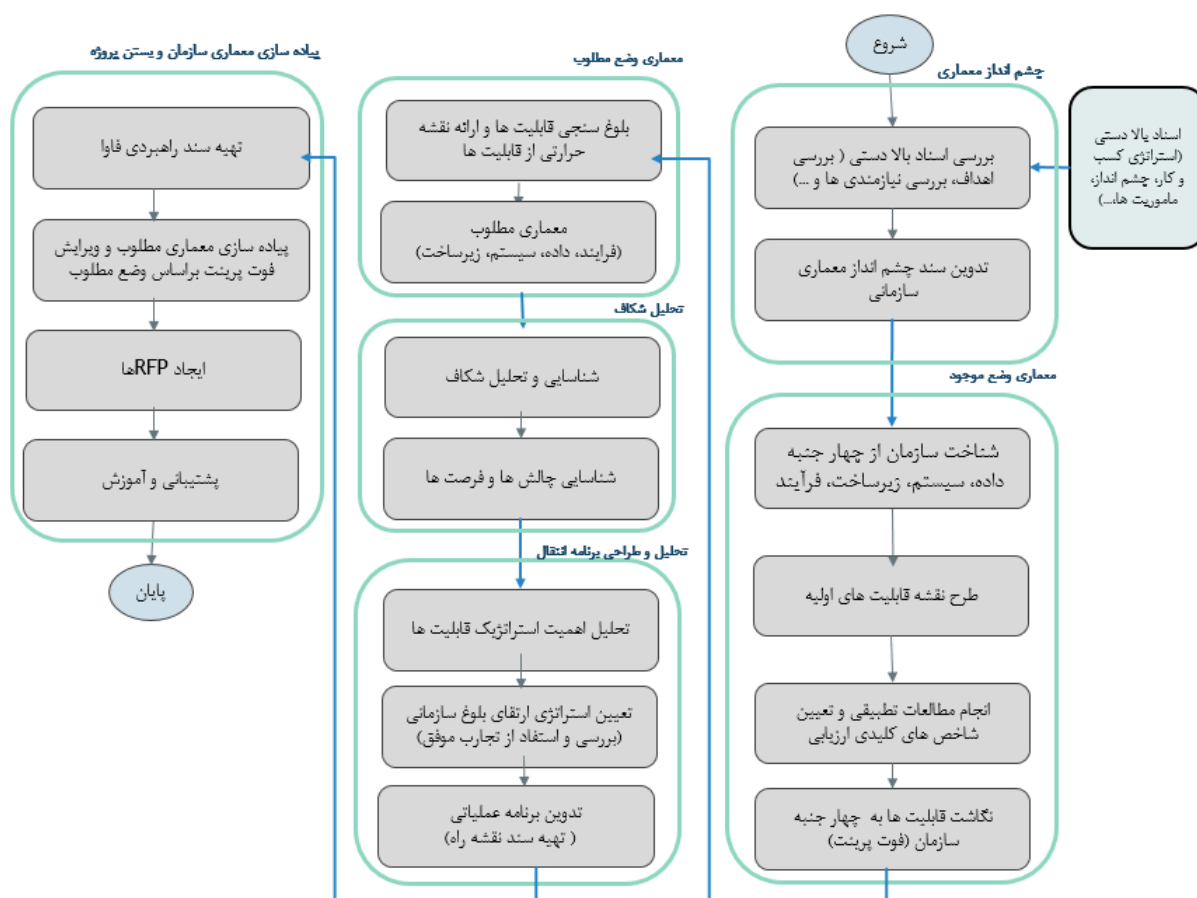 شروع
چشم انداز معماری
اسناد بالا دستی
(استراتژی کسب
و کار، چشم انداز،
ماموریت ها،...)
بررسی اسناد بالا دستی ( بررسی
اهداف، بررسی نیازمندی ها و ...)
تدوین سند چشم انداز معماری
سازمانی
معماری وضع موجود
شناخت سازمان از چهار جنبه
داده، سیستم، زیرساخت، فرآیند
طرح نقشه قابلیت های اولیه
انجام مطالعات تطبیقی و تعیین
شاخص های کلیدی ارزیابی
نگاشت قابلیت ها به چهار جنبه
سازمان (فوت پرینت)
معماری وضع مطلوب
بلوغ سنجی قابلیت ها و ارائه نقشه
حرارتی از قابلیت ها
معماری مطلوب
(فرایند، داده، سیستم، زیرساخت)
تحلیل شکاف
شناسایی و تحلیل شکاف
شناسایی چالش ها و فرصت ها
تحلیل و طراحی برنامه انتقال
تحلیل اهمیت استراتژیک قابلیت ها
تعیین استراتژی ارتقای بلوغ سازمانی
(بررسی و استفاد از تجارب موفق)
تدوین برنامه عملیاتی
( تهیه سند نقشه راه)
پیاده سازی معماری سازمان و بستن پروژه
تهیه سند راهبردی فاوا
پیاده سازی معماری مطلوب و ویرایش
فوت پرینت براساس وضع مطلوب
ایجاد RFPها
پشتیبانی و آموزش
پایان